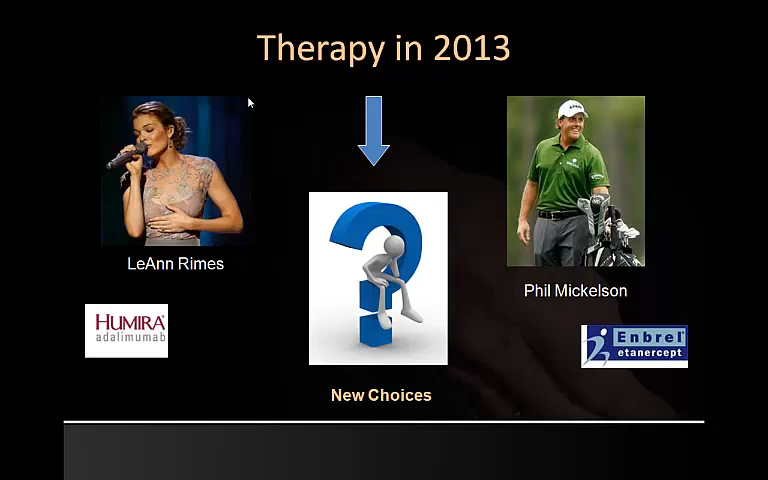 Therapy in 2013
LeAnn Rimes
Phil Mickelson
HUMIRA®
adalimumab
Enbrel®
etanercept
New Choices